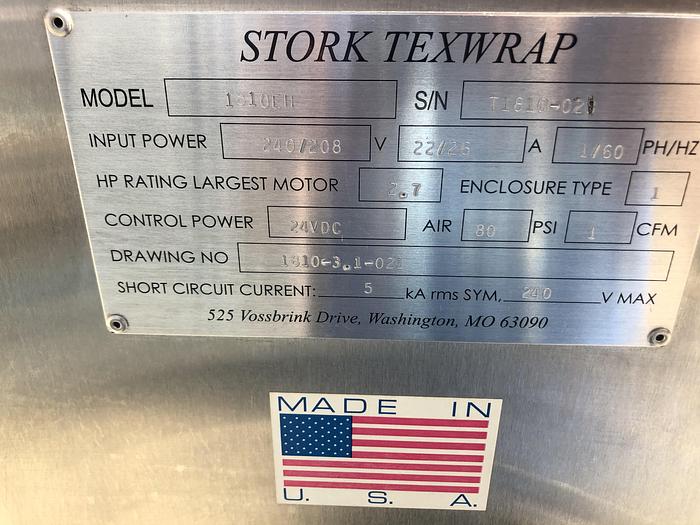 STORK TEXWRAP
MODEL S/N
INPUT POWER 240/208 V A 1/60 PH/HZ
HP RATING LARGEST MOTOR 2.7 ENCLOSURE TYPE 1
CONTROL POWER 24VDC AIR 80 PSI 1 CFM
DRAWING NO
SHORT CIRCUIT CURRENT: 5 kA rms SYM, 240 V MAX
525 Vossbrink Drive, Washington, MO 63090
MADE IN
U. S. A.